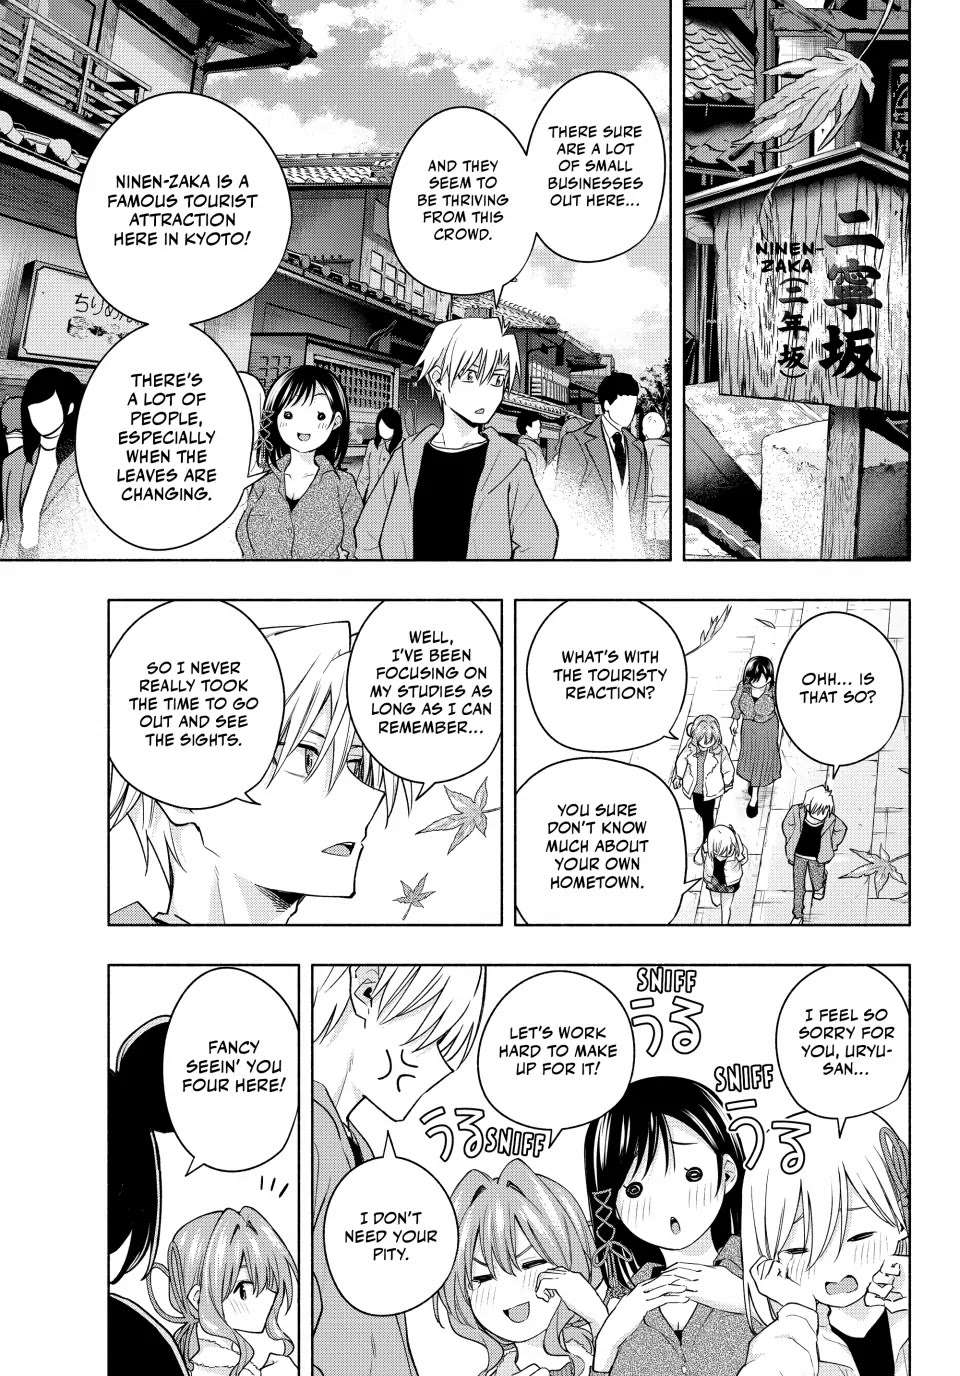 二寧坂
NINEN-
ZAKA
(二年坂)
THERE SURE
ARE A LOT
OF SMALL
BUSINESSES
OUT HERE...
AND THEY
SEEM TO
BE THRIVING
FROM THIS
CROWD.
NINEN-ZAKA IS A
FAMOUS TOURIST
ATTRACTION
HERE IN KYOTO!
ちりめん
THERE'S
A LOT OF
PEOPLE,
ESPECIALLY
WHEN THE
LEAVES ARE
CHANGING.
OHH... IS
THAT SO?
WHAT'S WITH
THE TOURISTY
REACTION?
YOU SURE
DON'T KNOW
MUCH ABOUT
YOUR OWN
HOMETOWN.
WELL,
I'VE BEEN
FOCUSING ON
MY STUDIES AS
LONG AS I CAN
REMEMBER...
SO I NEVER
REALLY TOOK
THE TIME TO GO
OUT AND SEE
THE SIGHTS.
I FEEL SO
SORRY FOR
YOU, URYU-
SAN...
SNIFF
うる
SNIFF
うる
LET'S WORK
HARD TO MAKE
UP FOR IT!
うる
SNIFF
I DON'T
NEED YOUR
PITY.
FANCY
SEEIN' YOU
FOUR HERE!